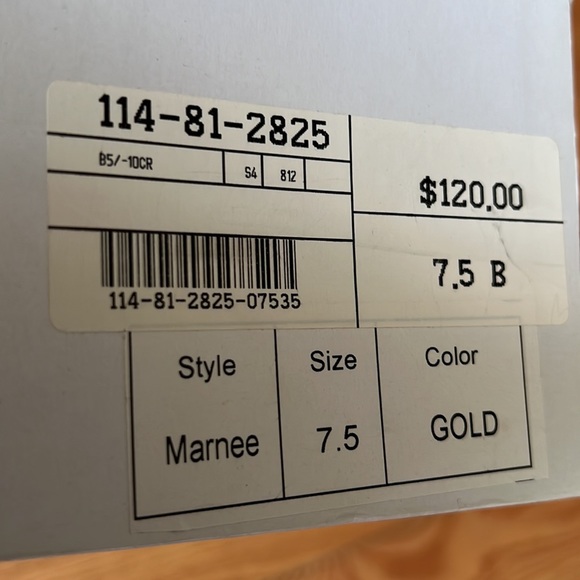 114-81-2825
B5/-10CR S4 812
$120.00
7.5 B
114-81-2825-07535
Style Size Color
Marnee 7.5 GOLD